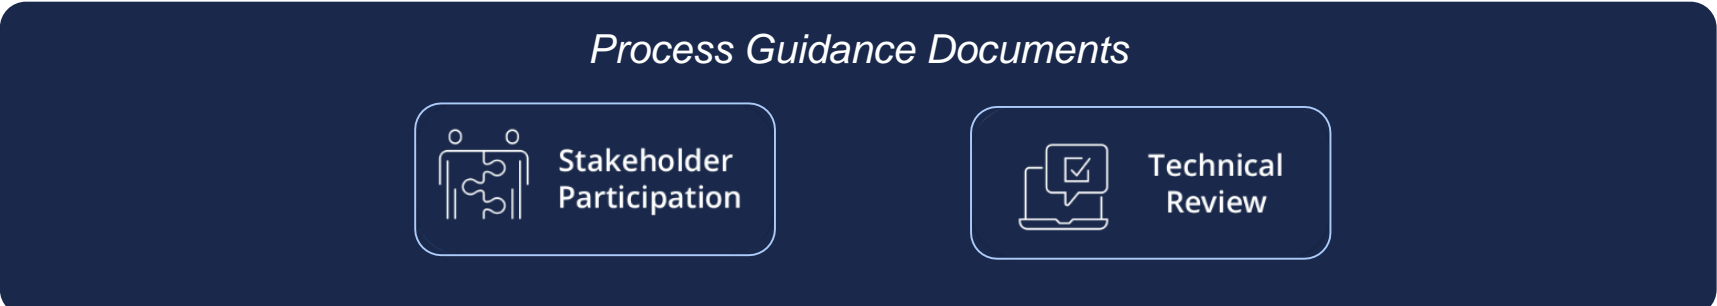 Process Guidance Documents
Stakeholder
Participation
Technical
Review